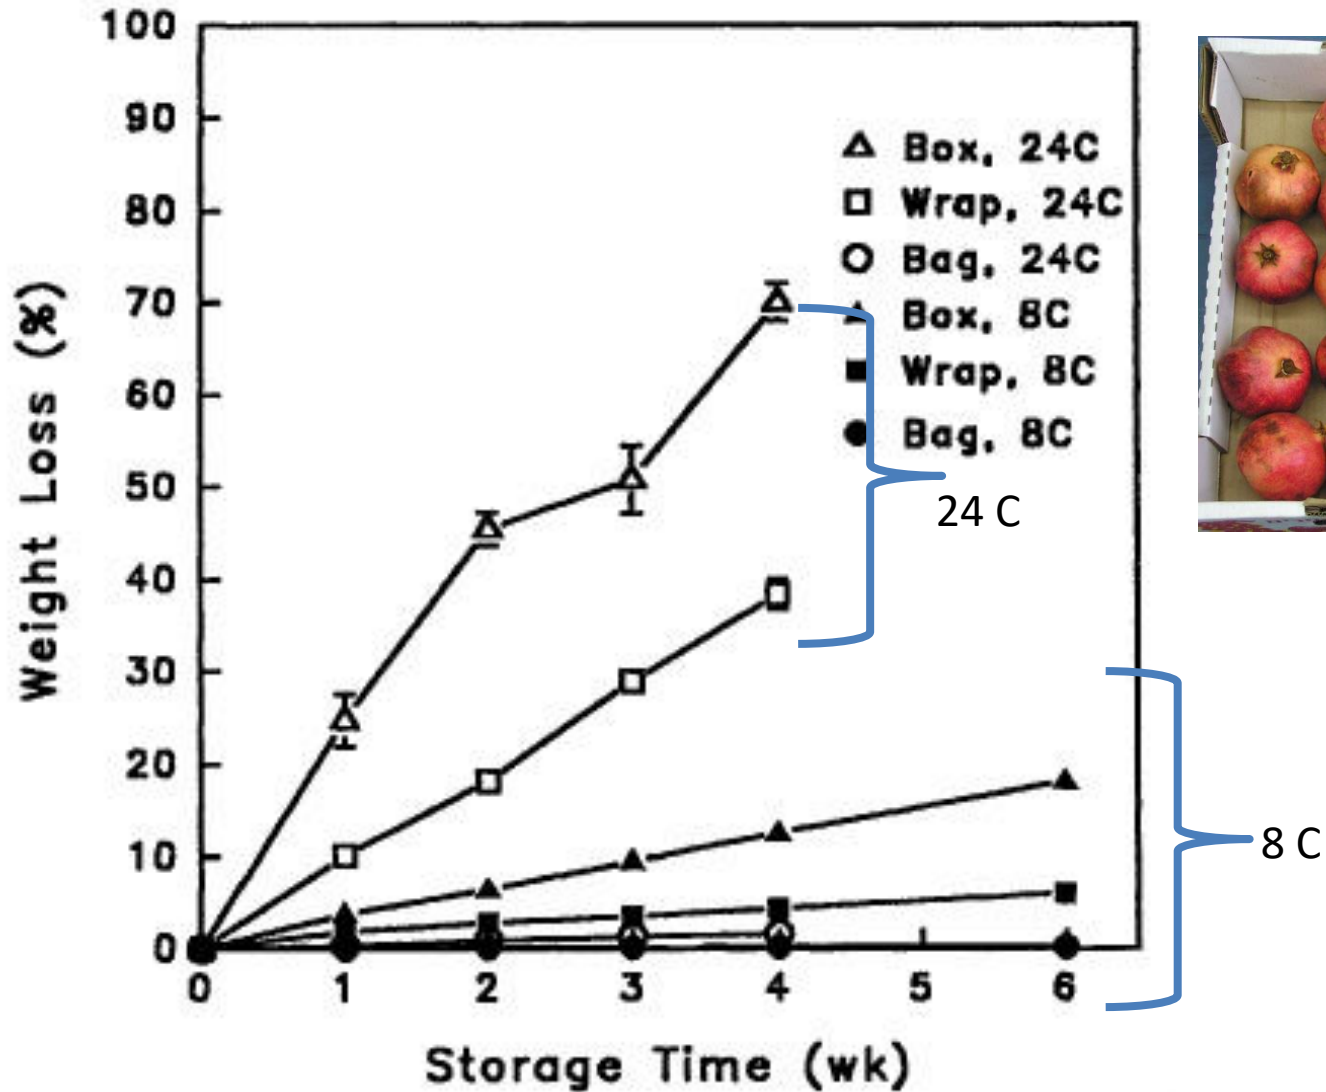 100
90
80
70
60
50
40
30
20
10
0
Weight Loss (%)
Box, 24C
Wrap, 24C
Bag, 24C
Box, 8C
Wrap, 8C
Bag, 8C
24 C
8 C
0 1 2 3 4 5 6
Storage Time (wk)